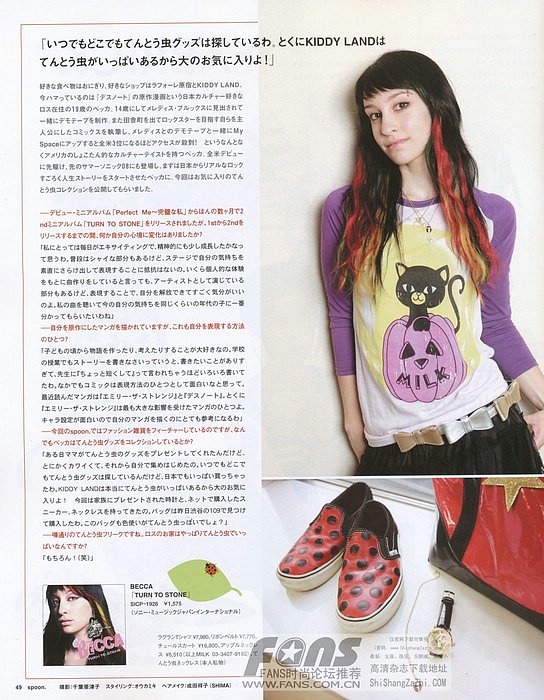 「いつでもどこでもてんとう虫グッズは探しているわ。とくにKIDDY LANDは
てんとう虫がいっぱいあるから大のお気に入りよ！」
好きな食べ物はおにぎり、好きなショップはラフォーレ原宿とKIDDY LAND、
今ハマっているのは「デスノート」の原作漫画という日本カルチャー好きな
ロス在住の19歳のベッカ。14歳にしてメレディス・ブルックスに見出されて
一緒にデモテープを制作、また田舎町を出てロックスターを目指す自らを主
人公にしたコミックスを執筆し、メレディスとのデモテープと一緒にMy
Spaceにアップすると全米3位になるほどアクセスが殺到！　というなんと
なくアメリカのしょこたん的なカルチャーテイストを持つベッカ。全米デビュー
に先駆け、先のサマーソニック08にも登場し、まずは日本からリアルなロック
すごろく人生ストーリーをスタートさせたベッカに、今回はお気に入りのてん
とう虫コレクションを公開してもらいました。
―デビュー・ミニアルバム「Perfect Me〜完璧な私」からほんの数ヶ月で2
ndミニアルバム「TURN TO STONE」をリリースされましたが、1stから2ndを
リリースするまでの間、何か自分の心境に変化はありましたか？
「私にとっては毎日がエキサイティングで、精神的にも少し成長したかなっ
て思うわ。普段はシャイな部分もあるけど、ステージで自分の気持ちを
素直にさらけ出して表現することに抵抗はないの。いくら個人的な体験
をもとに曲作りをしていると言っても、アーティストとして演じている
部分もあるけど、表現することで、自分を解放できてすごく気分がいい
のよ。私の曲を聴いて今の自分の気持ちを同じくらいの年代の子に一番
分かってもらいたいわね」
―自分を原作にしたマンガを描かれていますが、これも自分を表現する方法
のひとつ？
「子どもの頃から物語を作ったり、考えたりすることが大好きなの。学校
の授業でもストーリーを書きなさいっていうと、書きたいことがありす
ぎて、先生に『ちょっと短くして』って言われちゃうほどいろいろ書いて
たわ。なかでもコミックは表現方法のひとつとして面白いなと思って。
最近読んだマンガは『エミリー・ザ・ストレンジ』と『デスノート』。とくに
『エミリー・ザ・ストレンジ』は最も大きな影響を受けたマンガのひとつよ。
キャラ設定が面白いので自分のマンガを描くのにとても参考になるわ」
―今回のspoon.ではファッション雑貨をフィーチャーしているのですが、なん
でもベッカはてんとう虫グッズをコレクションしているとか？
「ある日ママがてんとう虫のグッズをプレゼントしてくれたんだけど、
とにかくカワイくて、それから自分で集めはじめたの。いつでもどこで
もてんとう虫グッズは探しているんだけど、日本でもいっぱい買っちゃっ
たわ。KIDDY LANDは本当にてんとう虫がいっぱいあるから大のお気に
入りよ！　今回は家族にプレゼントされた時計と、ネットで購入したス
ニーカー、ネックレスを持ってきたの。バッグは昨日渋谷の109で見つけ
て購入したわ。このバッグも色使いがてんとう虫っぽいでしょ？」
―噂通りのてんとう虫フリークですね。ロスのお家はやっぱりてんとう虫でいっ
ぱいなんですか？
「もちろん！（笑）」
BECCA
「TURN TO STONE」
SICP-1926　¥1,575
（ソニー・ミュージックジャパンインターナショナル）
BECCA
TURN TO STONE
MILK
ラグランTシャツ ¥7,980、リボンベルト ¥7,770、
チュールスカート ¥16,800、アップルネック
ス ¥6,510（以上MILK　03-3407-9192）、て
んとう虫ネックレス（本人私物）
49　spoon.　撮影：千葉亜津子　スタイリング：オウカミキ　ヘアメイク：成田祥子（SHIMA）
FANS
FANS时尚论坛推荐
WWW.FANS.COM.CN
官网：www.ShiShangZaZhi.
高清杂志下载地址
ShiShangZaZhi.com